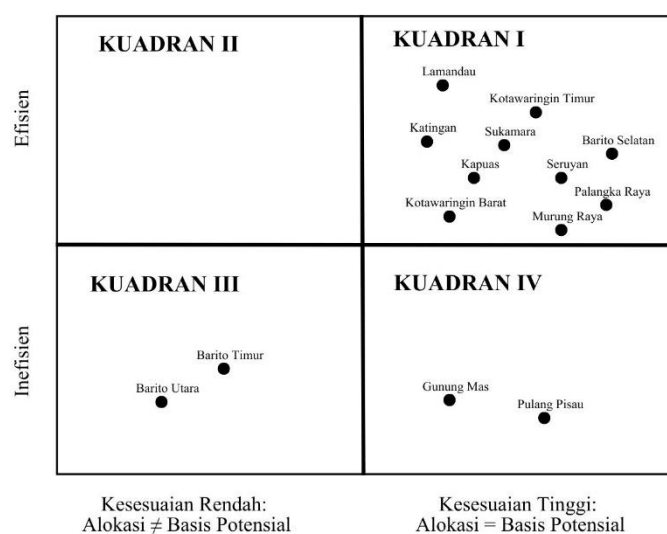 KUADRAN II
KUADRAN I
Lamandau
Kotawaringin Timur
Katingan
Sukamara
Barito Selatan
Kapuas
Seruyan
Palangka Raya
Kotawaringin Barat
Murung Raya
Efisien
KUADRAN III
KUADRAN IV
Barito Timur
Barito Utara
Gunung Mas
Pulang Pisau
Inefisien
Kesesuaian Rendah:
Alokasi ≠ Basis Potensial
Kesesuaian Tinggi:
Alokasi = Basis Potensial